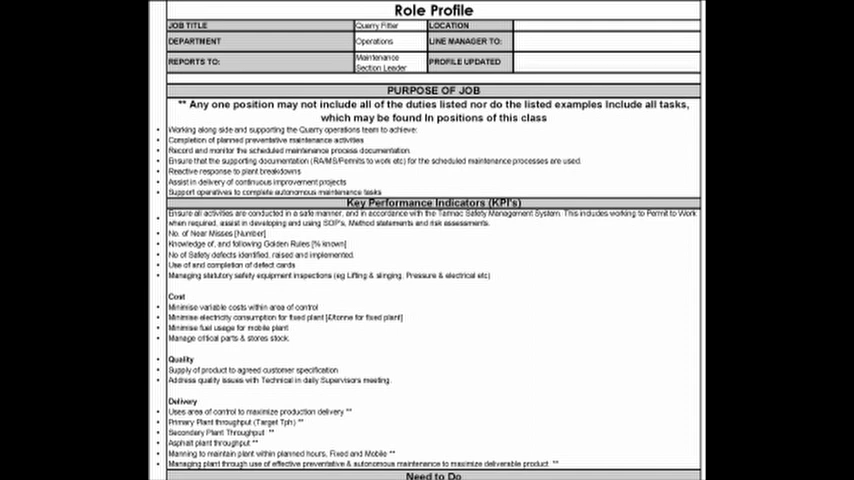 Role Profile
JOB TITLE Quarry Fitter LOCATION
DEPARTMENT Operations LINE MANAGER TO:
REPORTS TO: Maintenance Section Leader PROFILE UPDATED
PURPOSE OF JOB
** Any one position may not include all of the duties listed nor do the listed examples Include all tasks,
which may be found In positions of this class
• Working along side and supporting the Quarry operations team to achieve:
• Completion of planned preventative maintenance activities
• Record and monitor the scheduled maintenance process documentation.
• Ensure that the supporting documentation (RA/MS/Permits to work etc) for the scheduled maintenance processes are used.
• Reactive response to plant breakdowns
• Assist in delivery of continuous improvement projects
• Support operatives to complete autonomous maintenance tasks
Key Performance Indicators (KPI's)
• Ensure all activities are conducted in a safe manner, and in accordance with the Tarmac Safety Management System. This includes working to Permit to Work
when required, assist in developing and using SOP's, Method statements and risk assessments.
• No. of Near Misses [Number]
• Knowledge of, and following Golden Rules [% known]
• No of Safety defects identified, raised and implemented.
• Use of and completion of defect cards
• Managing statutory safety equipment inspections (eg Lifting & slinging, Pressure & electrical etc)
Cost
• Minimise variable costs within area of control
• Minimise electricity consumption for fixed plant [£/tonne for fixed plant]
• Minimise fuel usage for mobile plant
• Manage critical parts & stores stock.
• Quality
• Supply of product to agreed customer specification
• Address quality issues with Technical in daily Supervisors meeting.
Delivery
• Uses area of control to maximize production delivery **
• Primary Plant throughput (Target Tph) **
• Secondary Plant Throughput **
• Asphalt plant throughput **
• Manning to maintain plant within planned hours, Fixed and Mobile **
• Managing plant through use of effective preventative & autonomous maintenance to maximize deliverable product **
Need to Do